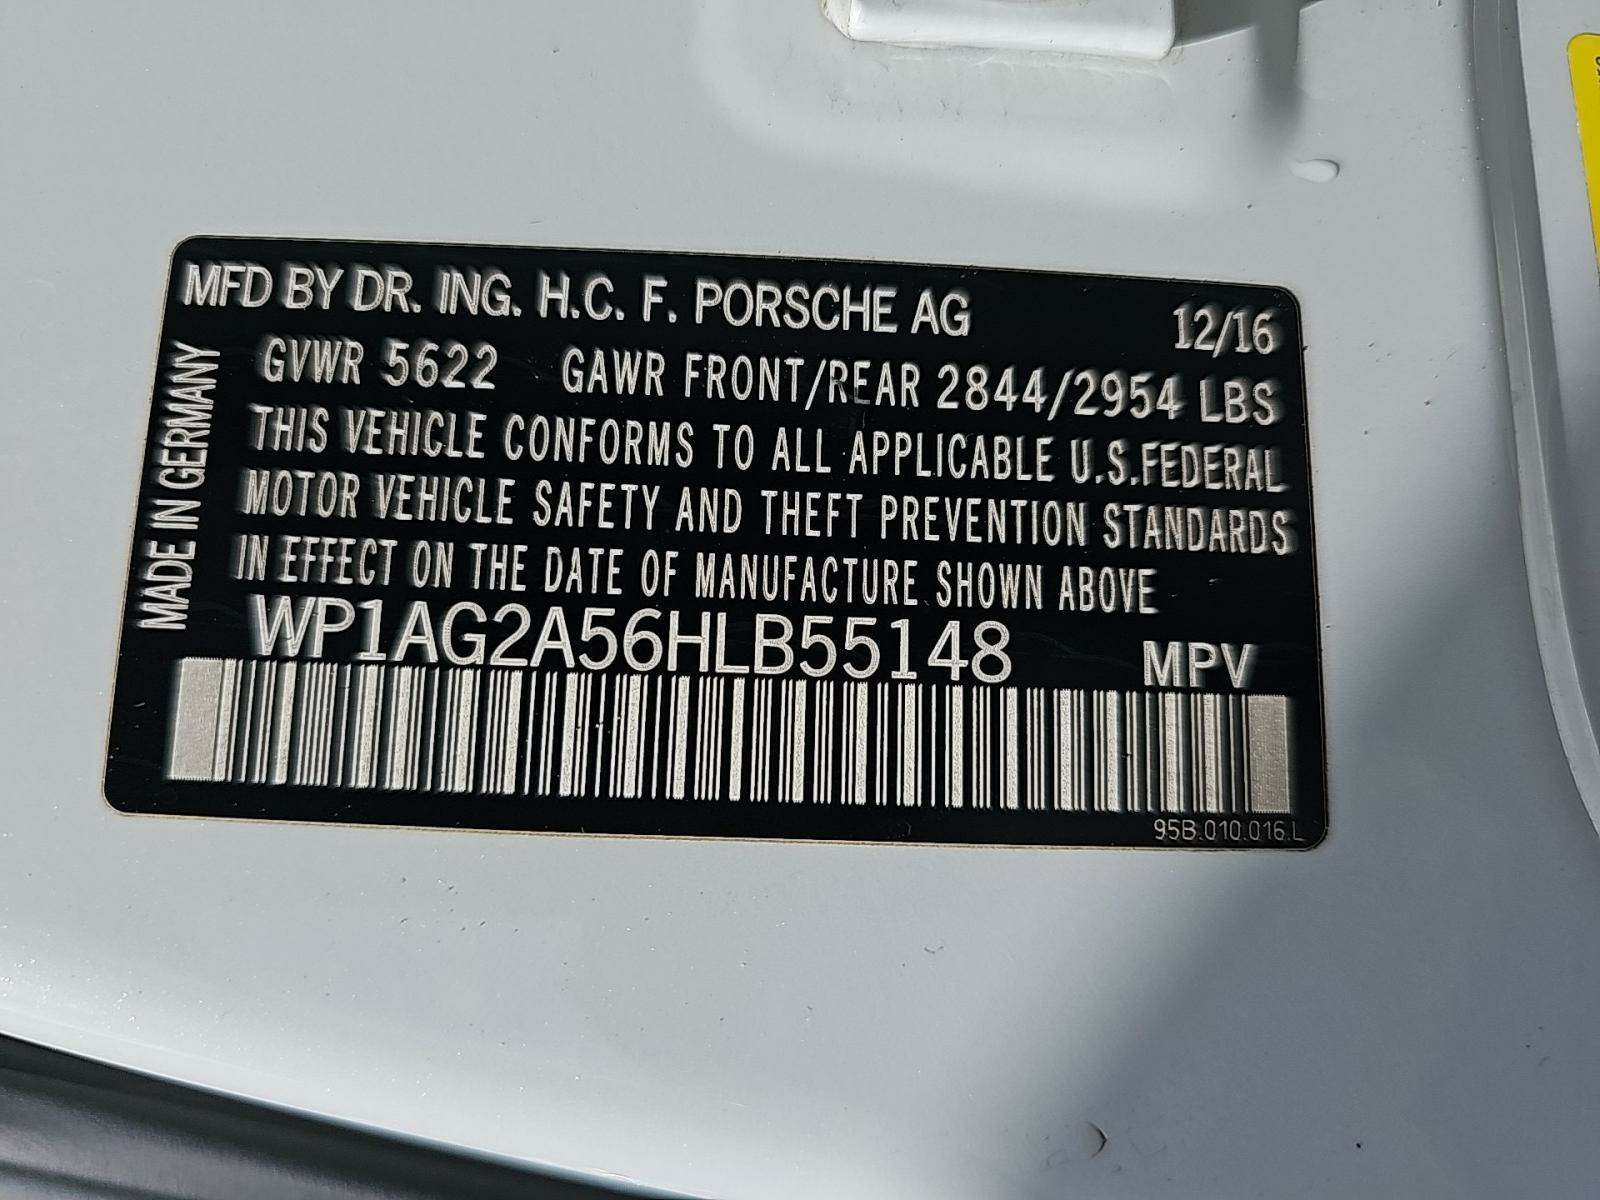 MFD BY DR. ING. H.C. F. PORSCHE AG 12/16
GVWR 5622 GAWR FRONT/REAR 2844/2954 LBS
THIS VEHICLE CONFORMS TO ALL APPLICABLE U.S.FEDERAL
MOTOR VEHICLE SAFETY AND THEFT PREVENTION STANDARDS
IN EFFECT ON THE DATE OF MANUFACTURE SHOWN ABOVE
WP1AG2A56HLB55148 MPV
95B.010.016.L
MADE IN GERMANY